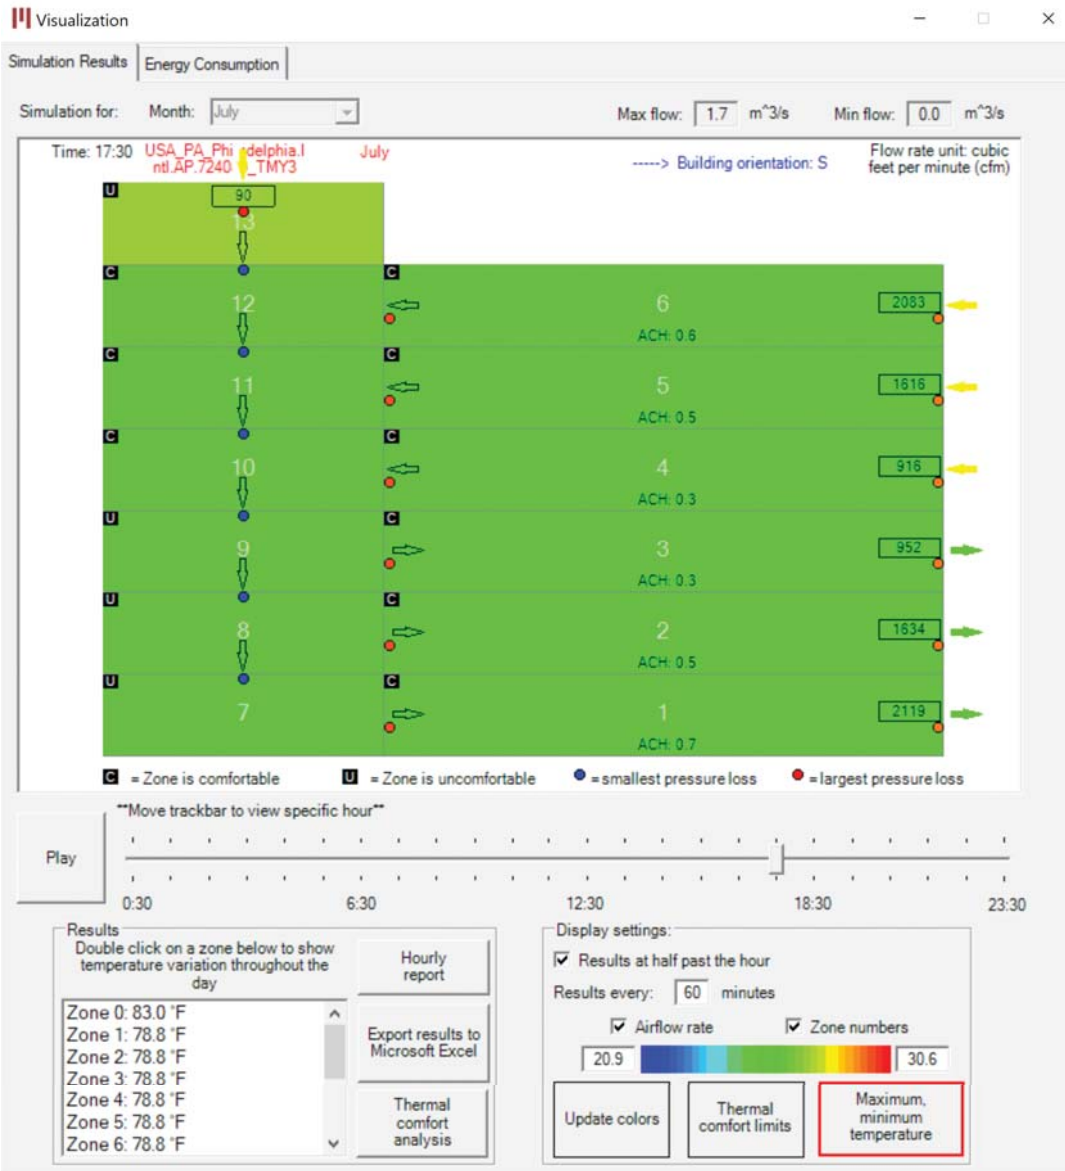 Visualization
Simulation Results Energy Consumption
Simulation for: Month: July Max flow: 1.7 m^3/s Min flow: 0.0 m^3/s
Time: 17:30 USA_PA_Phi delphia.I July -----> Building orientation: S Flow rate unit: cubic
ntl.AP.7240 _TMY3 feet per minute (cfm)
U 90
13
C C
12 6 2083
ACH: 0.6
C C
11 5 1616
ACH: 0.5
C C
10 4 916
ACH: 0.3
U C
9 3 952
ACH: 0.3
U C
8 2 1634
ACH: 0.5
U C
7 1 2119
ACH: 0.7
C = Zone is comfortable U = Zone is uncomfortable = smallest pressure loss = largest pressure loss
**Move trackbar to view specific hour**
Play
0:30 6:30 12:30 18:30 23:30
Results
Double click on a zone below to show
temperature variation throughout the
day
Zone 0: 83.0 °F
Zone 1: 78.8 °F
Zone 2: 78.8 °F
Zone 3: 78.8 °F
Zone 4: 78.8 °F
Zone 5: 78.8 °F
Zone 6: 78.8 °F
Hourly
report
Export results to
Microsoft Excel
Thermal
comfort
analysis
Display settings:
Results at half past the hour
Results every: 60 minutes
Airflow rate Zone numbers
20.9 30.6
Update colors
Thermal
comfort limits
Maximum,
minimum
temperature